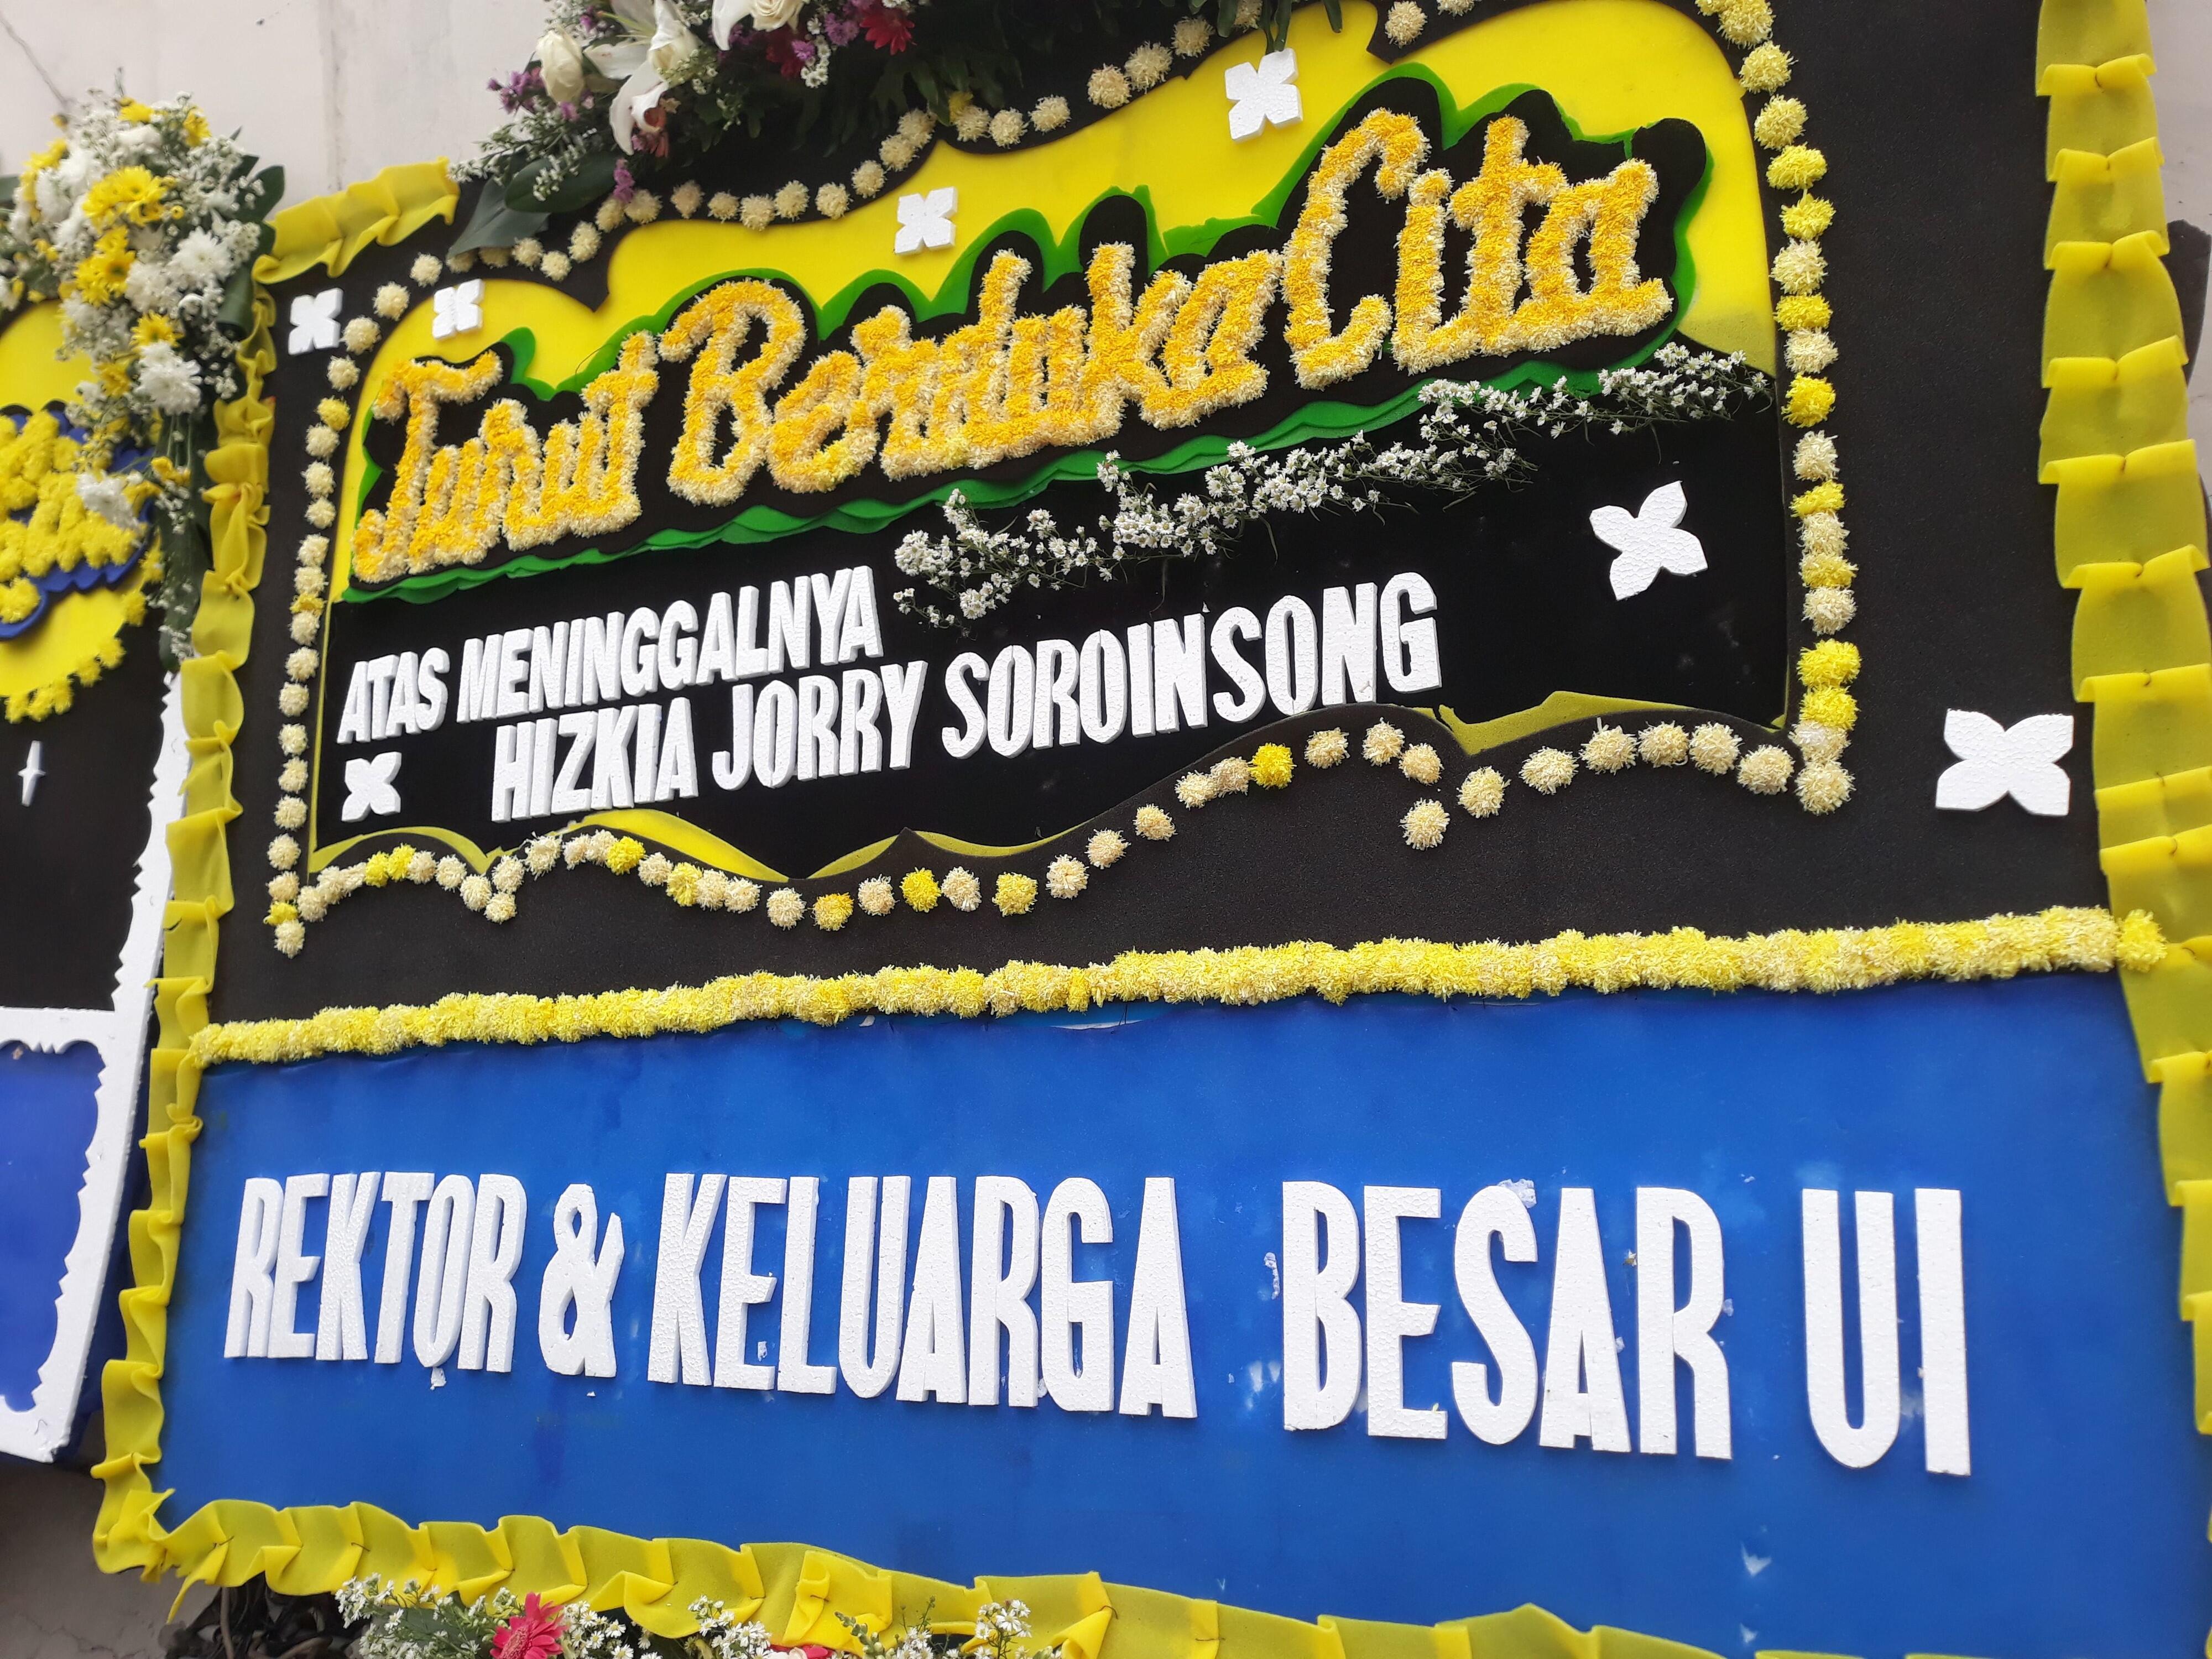 Turut Berduka Cita
ATAS MENINGGALNYA
HIZKIA JORRY SOROINSONG
REKTOR & KELUARGA BESAR UI